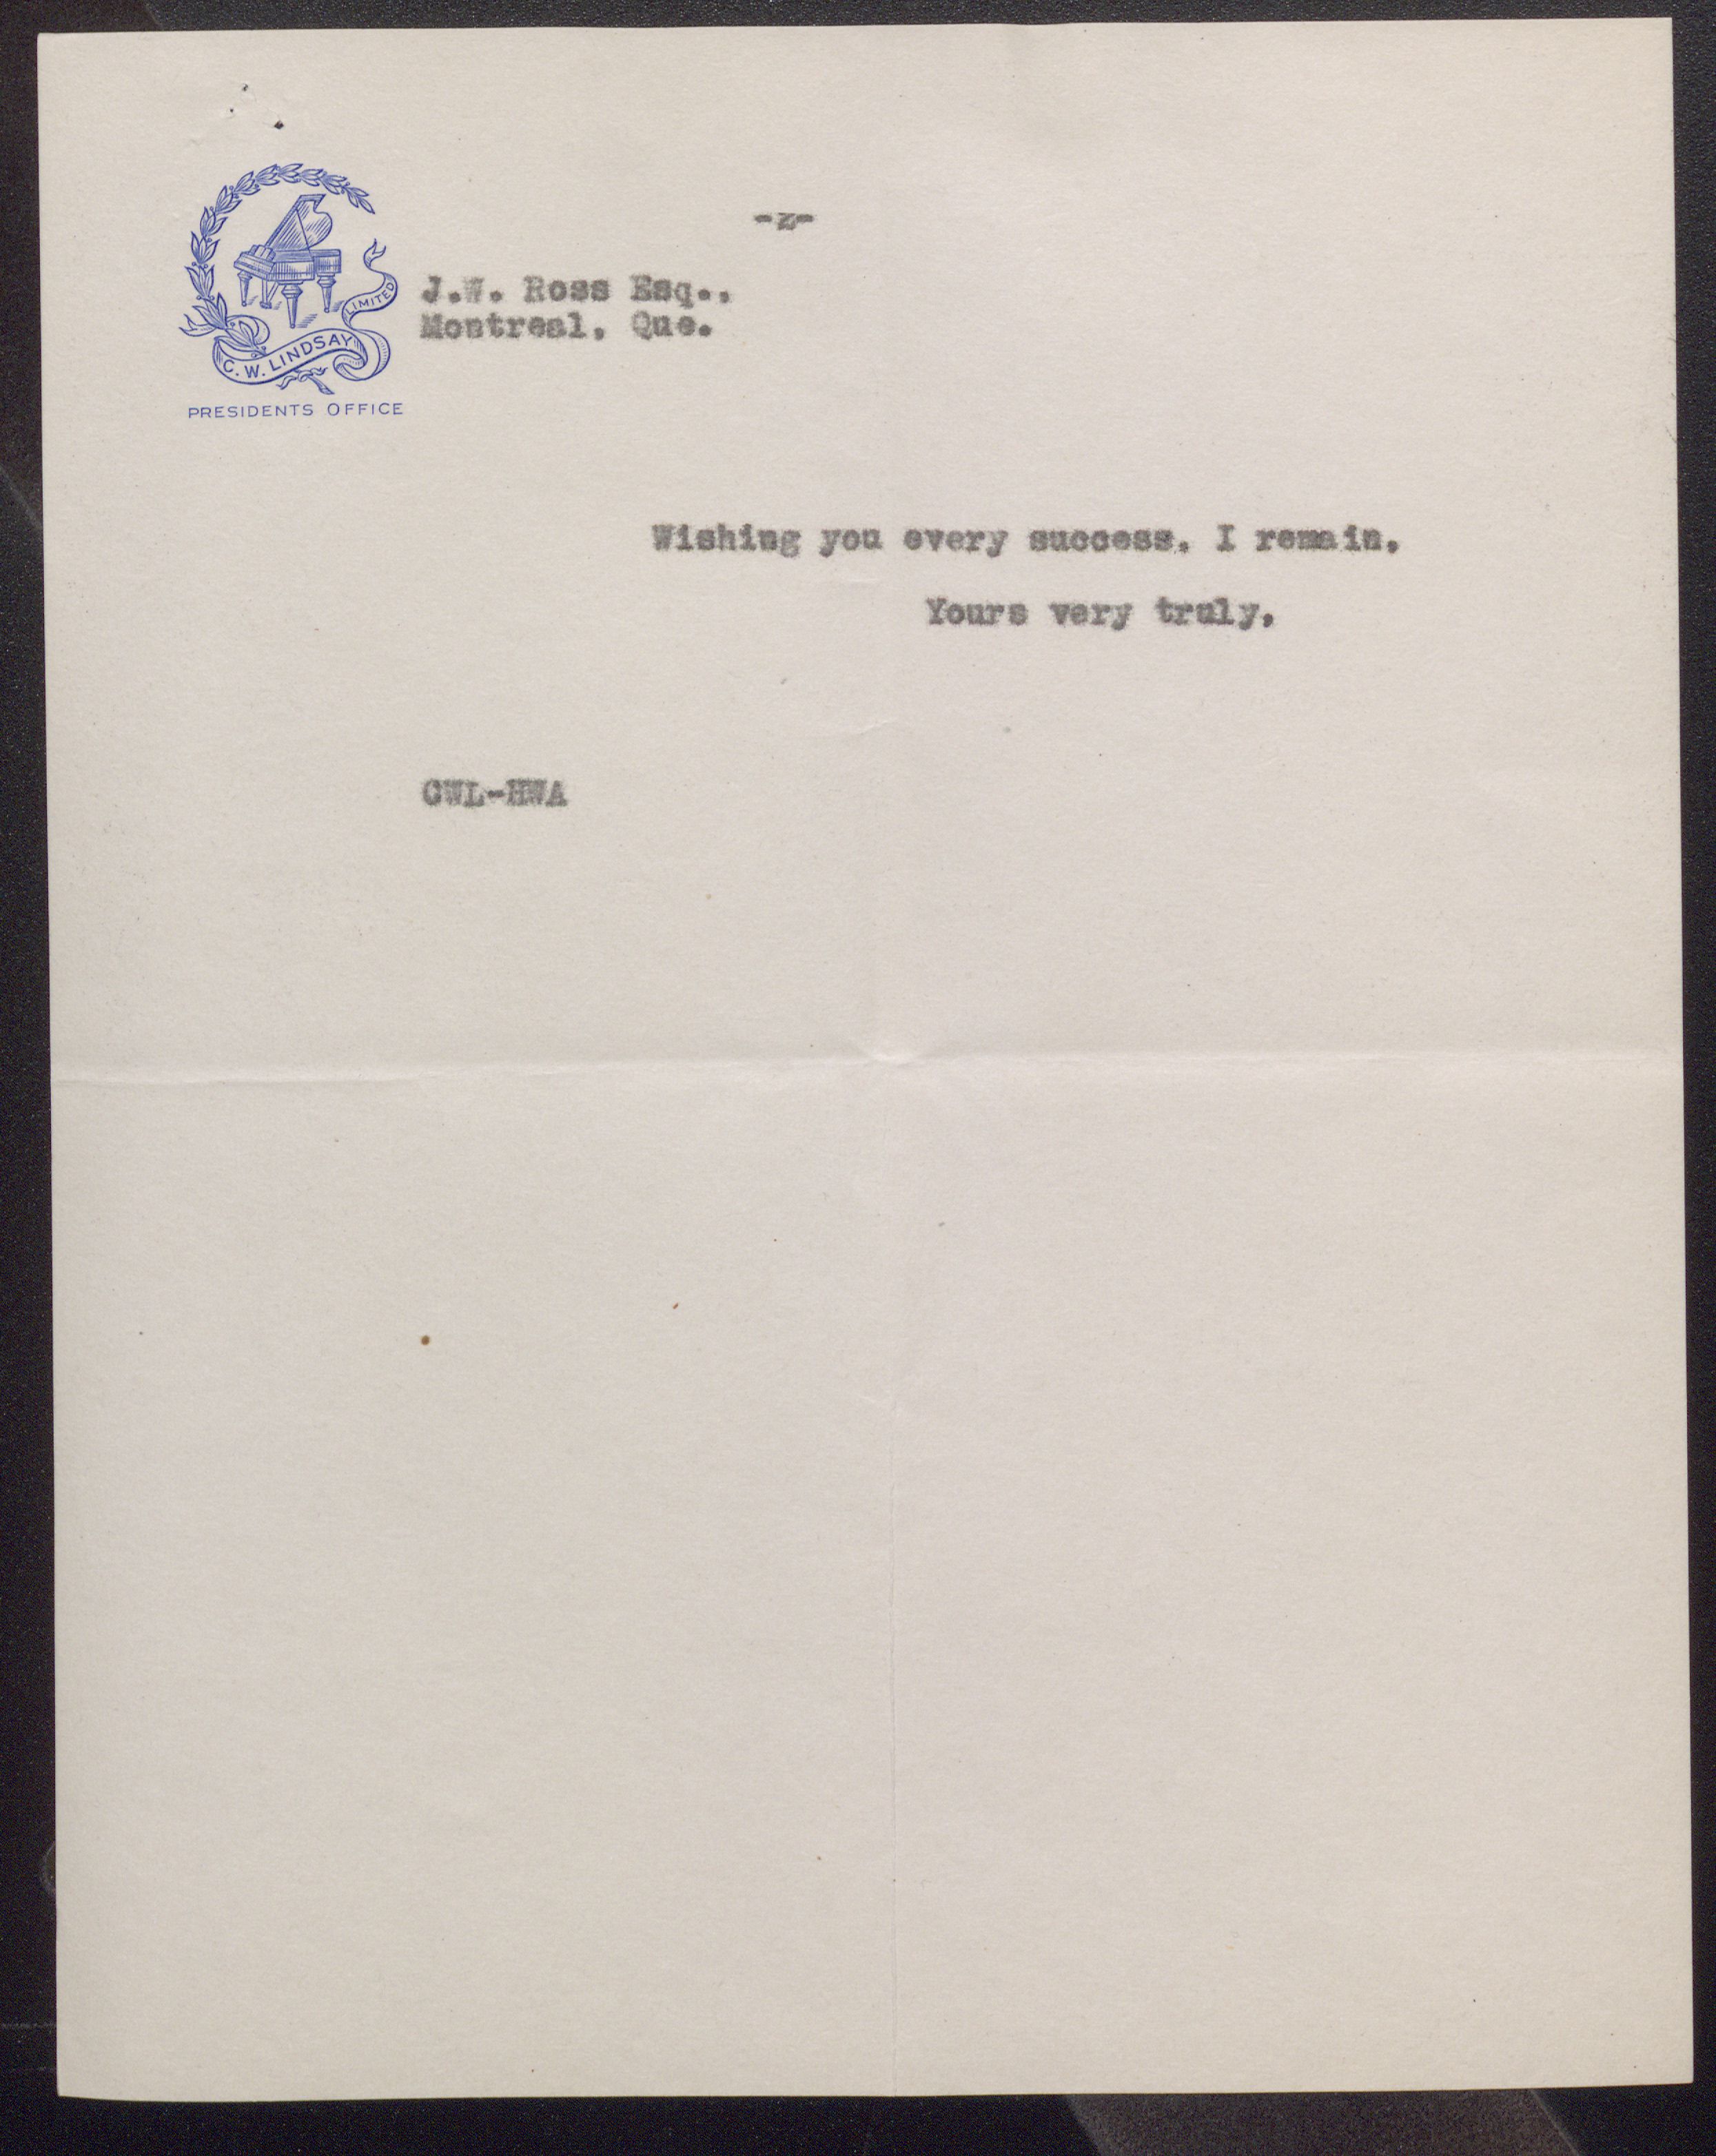 -2-
J.W. Ross Esq.,
Montreal, Que.
C. W. LINDSAY LIMITED
PRESIDENTS OFFICE
Wishing you every success, I remain,
Yours very truly,
CWL-HWA